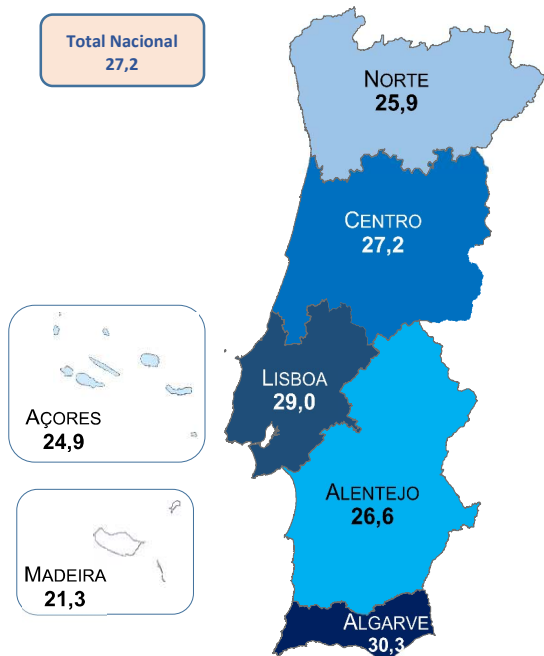 Total Nacional
27,2
NORTE
25,9
CENTRO
27,2
LISBOA
29,0
AÇORES
24,9
ALENTEJO
26,6
MADEIRA
21,3
ALGARVE
30,3